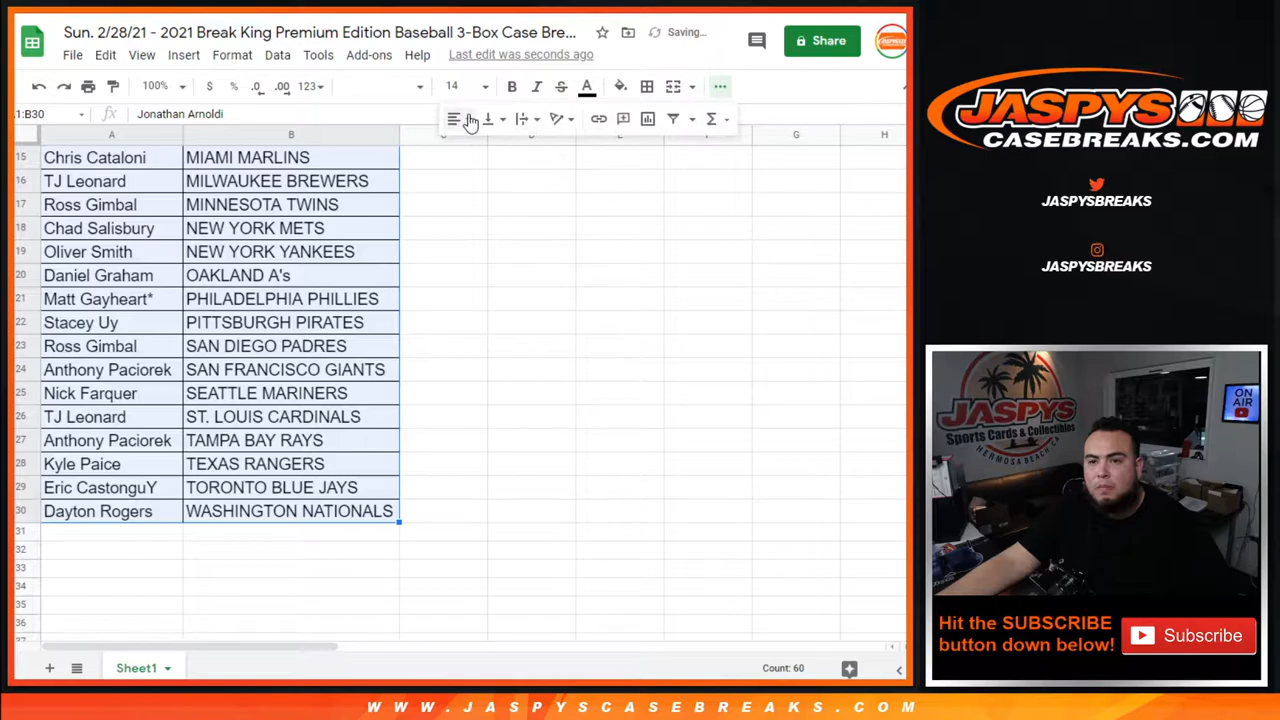 Sun. 2/28/21 - 2021 Break King Premium Edition Baseball 3-Box Case Bre...
Saving...
Share
File Edit View Insert Format Data Tools Add-ons Help Last edit was seconds ago
100% $ % .0 .00 123 14 B I S A
1:B30 fx Jonathan Arnoldi
A B G H
15 Chris Cataloni MIAMI MARLINS
16 TJ Leonard MILWAUKEE BREWERS
17 Ross Gimbal MINNESOTA TWINS
18 Chad Salisbury NEW YORK METS
19 Oliver Smith NEW YORK YANKEES
20 Daniel Graham OAKLAND A's
21 Matt Gayheart* PHILADELPHIA PHILLIES
22 Stacey Uy PITTSBURGH PIRATES
23 Ross Gimbal SAN DIEGO PADRES
24 Anthony Paciorek SAN FRANCISCO GIANTS
25 Nick Farquer SEATTLE MARINERS
26 TJ Leonard ST. LOUIS CARDINALS
27 Anthony Paciorek TAMPA BAY RAYS
28 Kyle Paice TEXAS RANGERS
29 Eric CastonguY TORONTO BLUE JAYS
30 Dayton Rogers WASHINGTON NATIONALS
31
32
33
34
35
36
Sheet1
Count: 60
JASPYS
CASEBREAKS.COM
JASPYSBREAKS
JASPYSBREAKS
JASPYS
Sports Cards & Collectibles
HERMOSA BEACH
ON
AIR
Hit the SUBSCRIBE
button down below!
Subscribe
WWW.JASPYSCASEBREAKS.COM